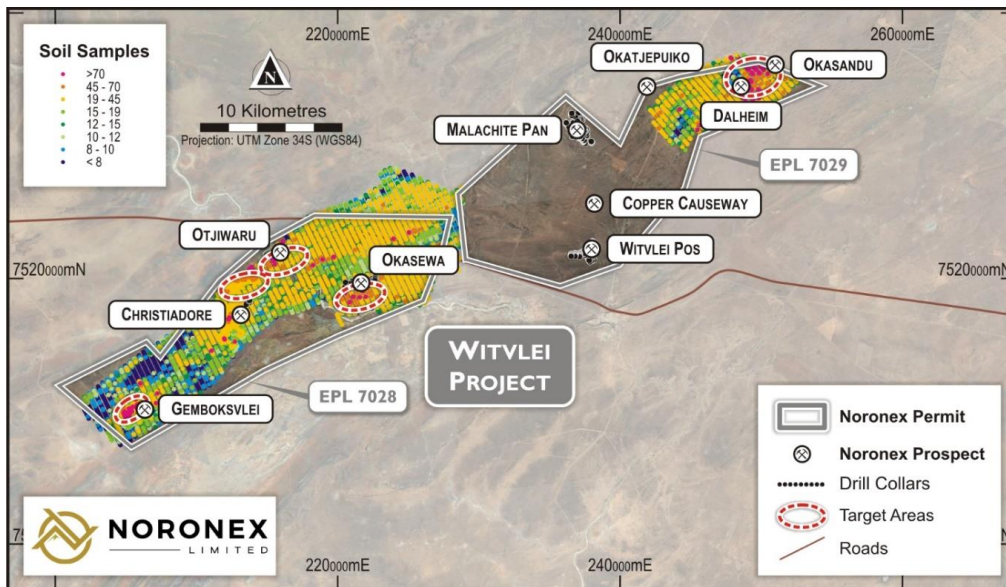 220000mE
240000mE
260000mE
Soil Samples
>70
45 - 70
19 - 45
15 - 19
12 - 15
10 - 12
8 - 10
< 8
N
10 Kilometres
Projection: UTM Zone 34S (WGS84)
OKATJEPUIKO
OKASANDU
MALACHITE PAN
DALHEIM
EPL 7029
COPPER CAUSEWAY
OTJIWARU
OKASEWA
WITVLEI POS
7520000mN
7520000mN
CHRISTIADORE
WITVLEI
PROJECT
EPL 7028
GEMBOKSVLEI
Noronex Permit
Noronex Prospect
Drill Collars
Target Areas
Roads
NORONEX
LIMITED
220000mE
240000mE